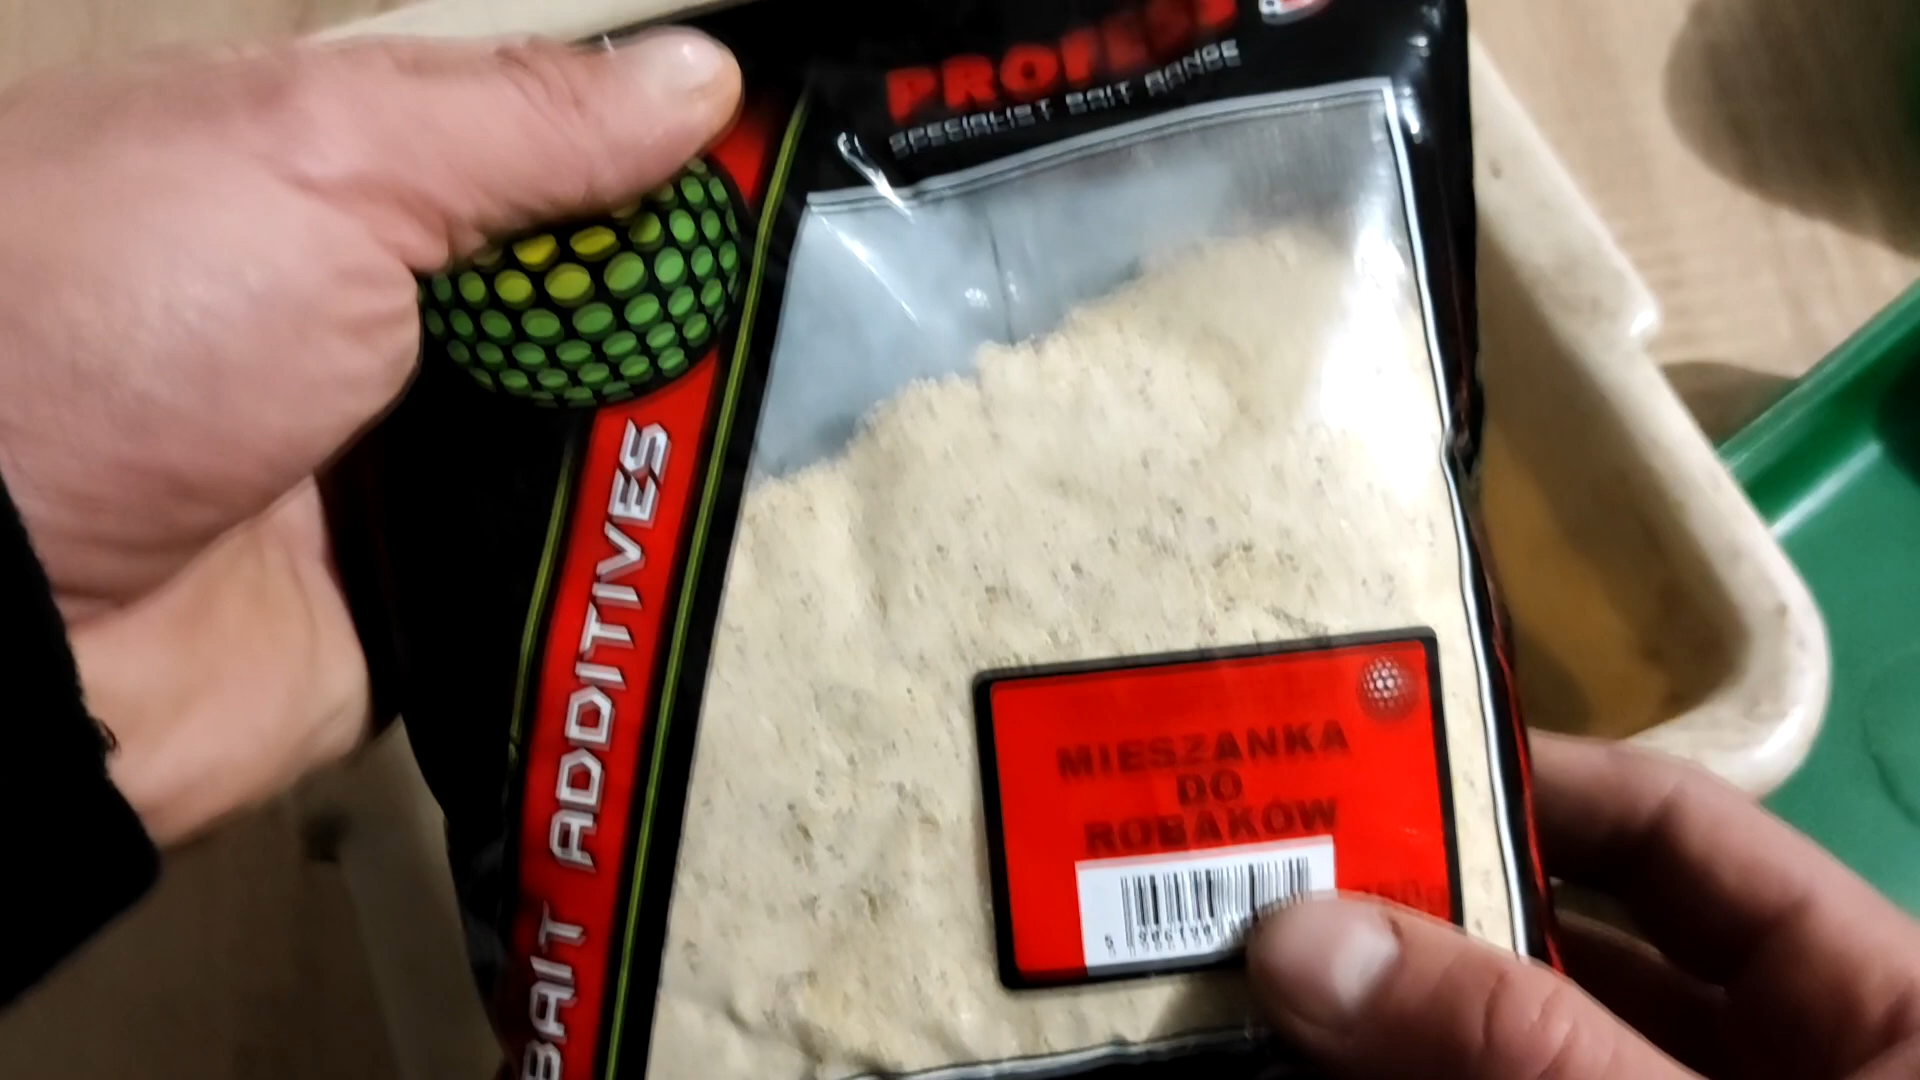 SPECIALIST BAIT RANGE
BAIT ADDITIVES
MIESZANKA
DO
ROBAKÓW